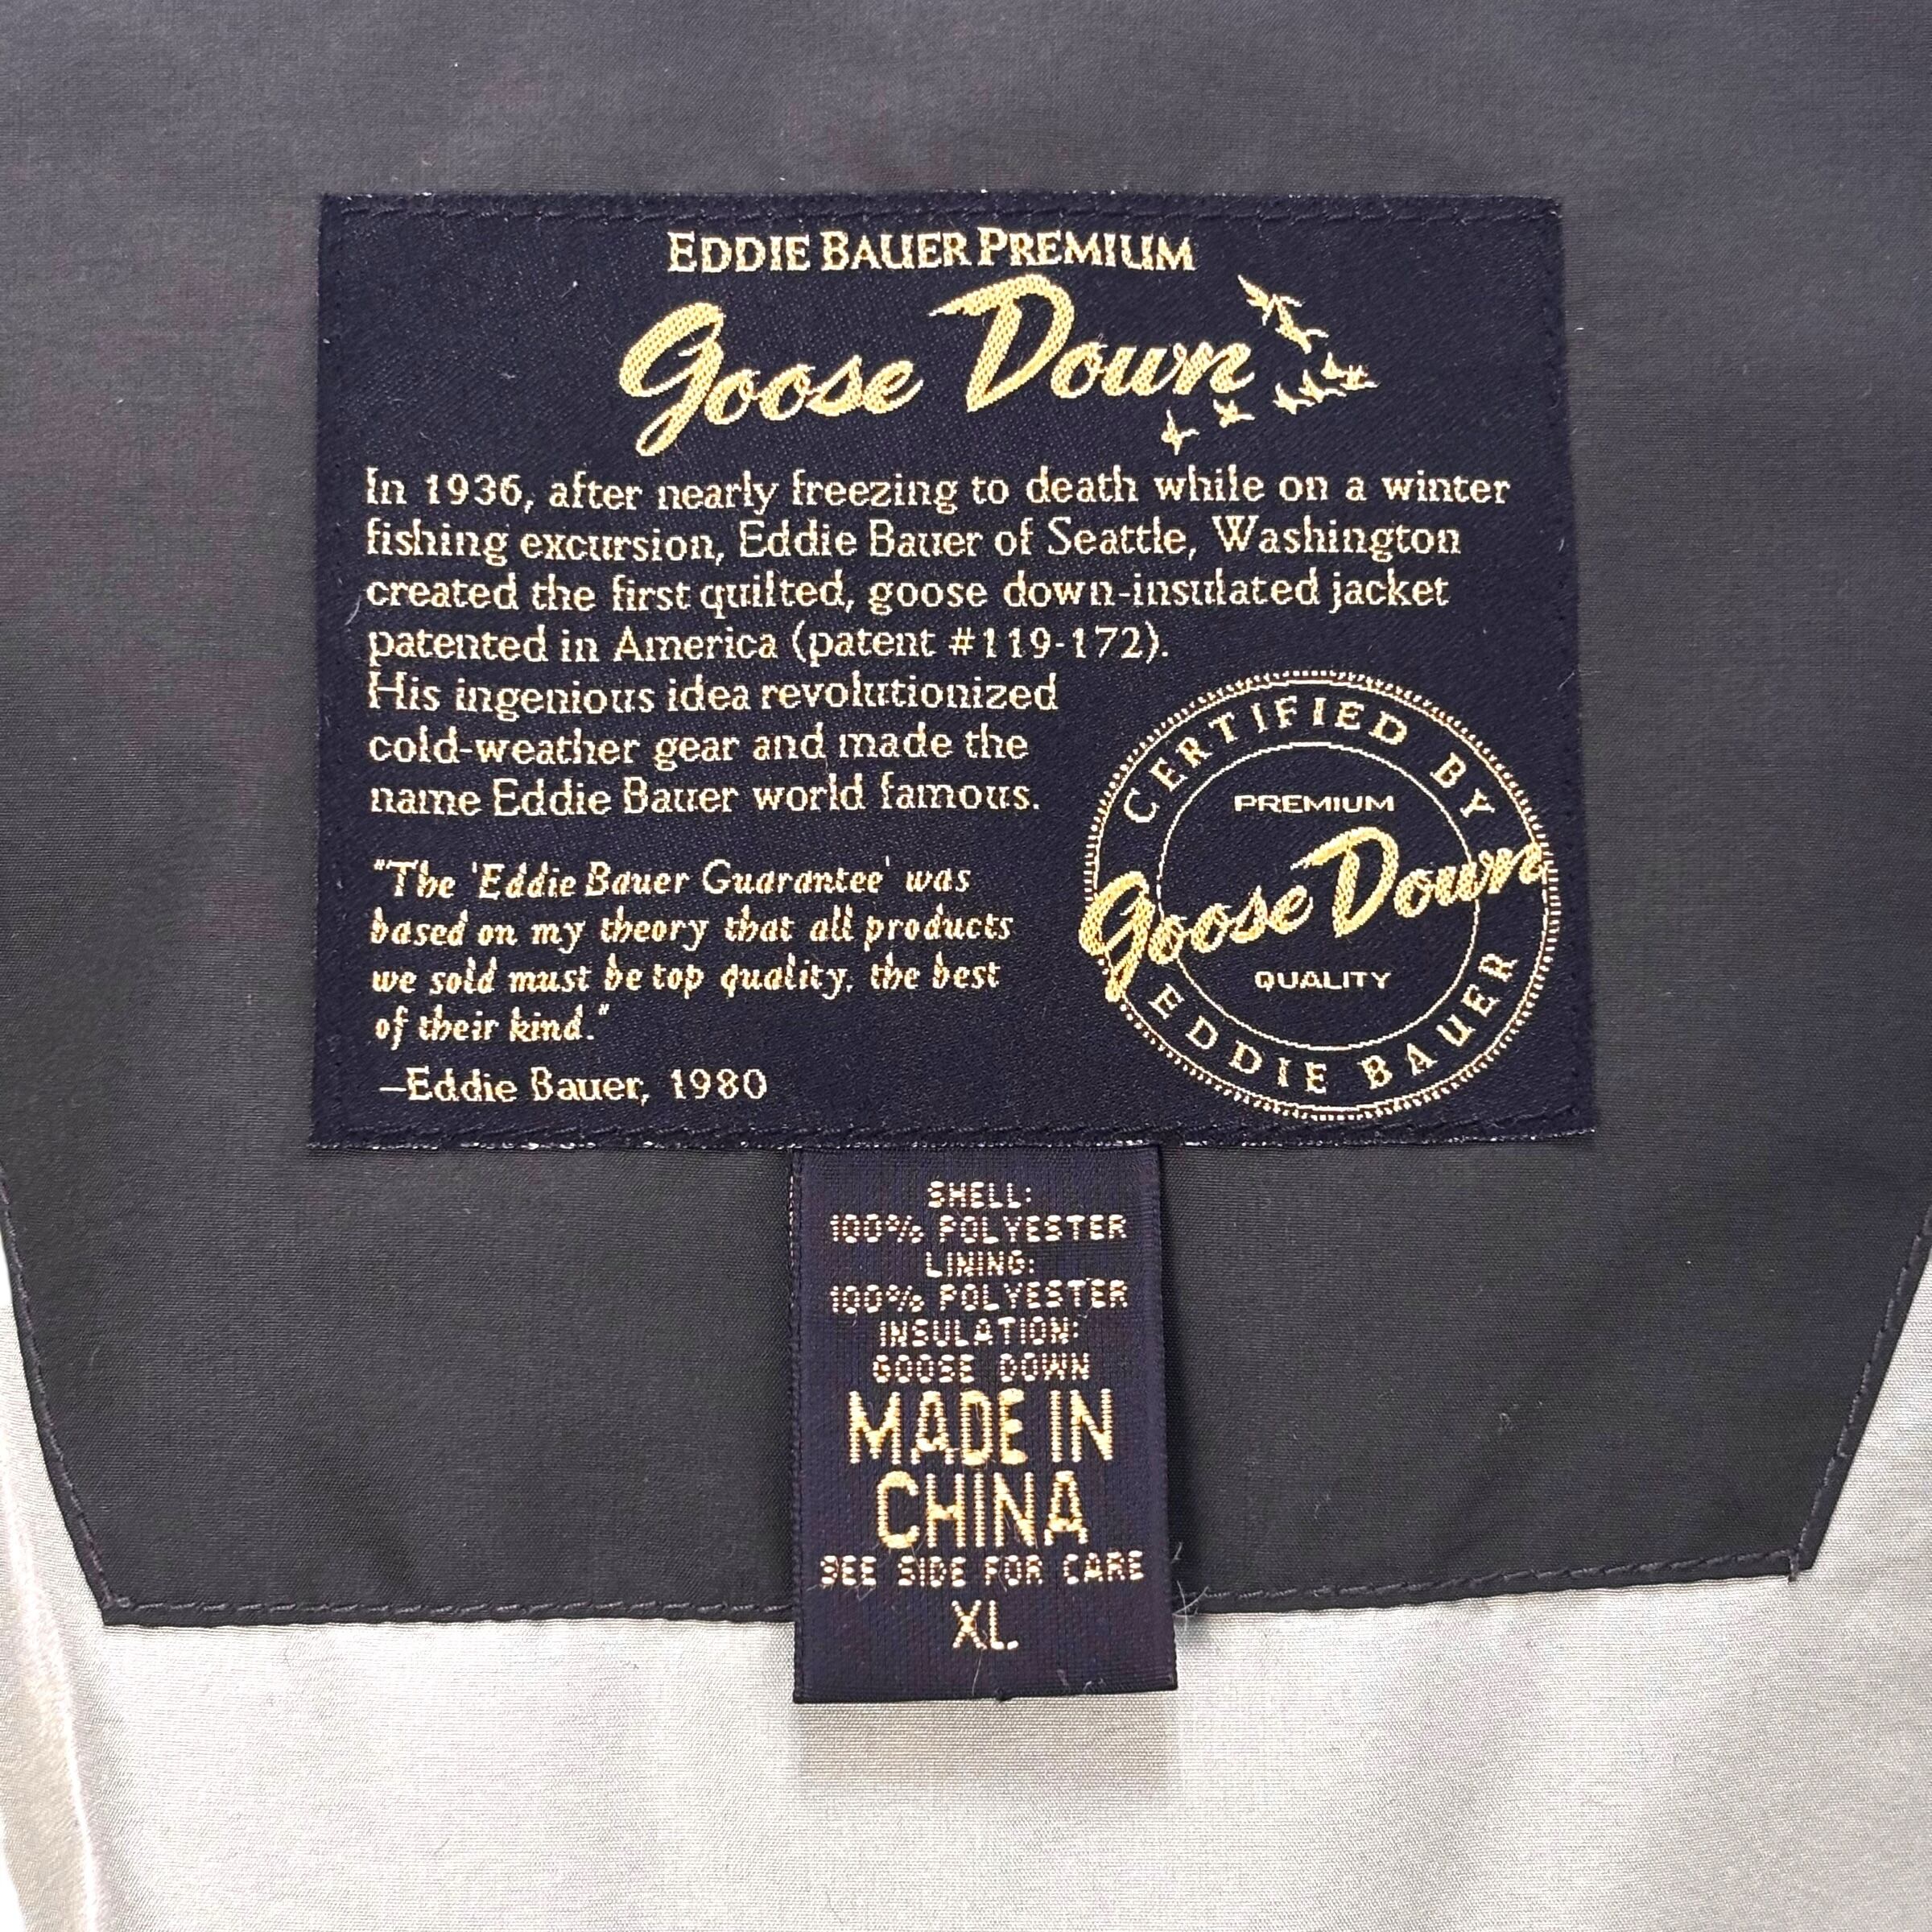 EDDIE BAUER PREMIUM
Goose Down
In 1936, after nearly freezing to death while on a winter
fishing excursion, Eddie Bauer of Seattle, Washington
created the first quilted, goose down-insulated jacket
patented in America (patent #119-172).
His ingenious idea revolutionized
cold-weather gear and made the
name Eddie Bauer world famous.
"The 'Eddie Bauer Guarantee' was
based on my theory that all products
we sold must be top quality, the best
of their kind."
–Eddie Bauer, 1980
CERTIFIED BY
PREMIUM
Goose Down
QUALITY
EDDIE BAUER
SHELL:
100% POLYESTER
LINING:
100% POLYESTER
INSULATION:
GOOSE DOWN
MADE IN
CHINA
SEE SIDE FOR CARE
XL